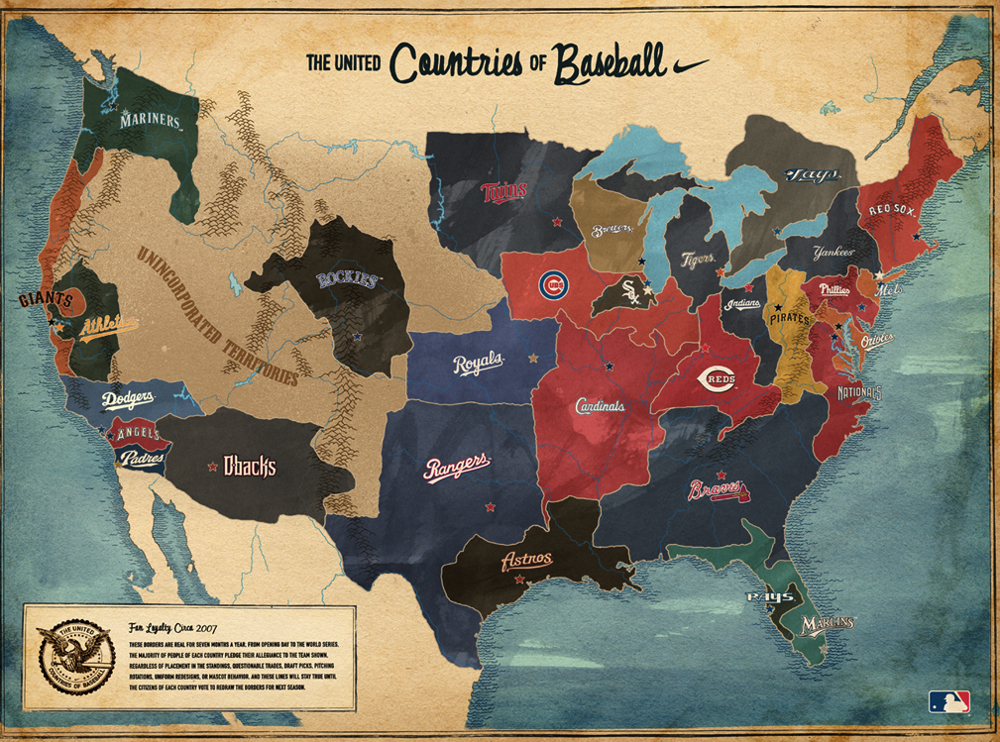 THE UNITED Countries OF Baseball
MARINERS
Twins
Jays
RED SOX
Brewers
Tigers
Yankees
UNINCORPORATED TERRITORIES
ROCKIES
CUBS
SOX
Indians
PIRATES
Phillies
Mets
GIANTS
Athletics
Orioles
Royals
REDS
NATIONALS
Dodgers
Cardinals
ANGELS
Padres
Dbacks
Rangers
Braves
Astros
RAYS
MARLINS
THE UNITED
COUNTRIES OF BASEBALL
Fan Loyalty Circa 2007
THESE BORDERS ARE REAL FOR SEVEN MONTHS A YEAR. FROM OPENING DAY TO THE WORLD SERIES.
THE MAJORITY OF PEOPLE OF EACH COUNTRY PLEDGE THEIR ALLEGIANCE TO THE TEAM SHOWN.
REGARDLESS OF PLACEMENT IN THE STANDINGS, QUESTIONABLE TRADES, DRAFT PICKS, PITCHING
ROTATIONS, UNIFORM REDESIGNS, OR MASCOT BEHAVIOR. AND THESE LINES WILL STAY TRUE UNTIL
THE CITIZENS OF EACH COUNTRY VOTE TO REDRAW THE BORDERS FOR NEXT SEASON.